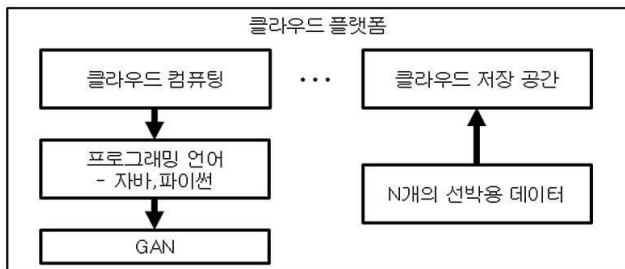 클라우드 플랫폼
클라우드 컴퓨팅
...
클라우드 저장 공간
프로그래밍 언어
- 자바,파이썬
N개의 선박용 데이터
GAN